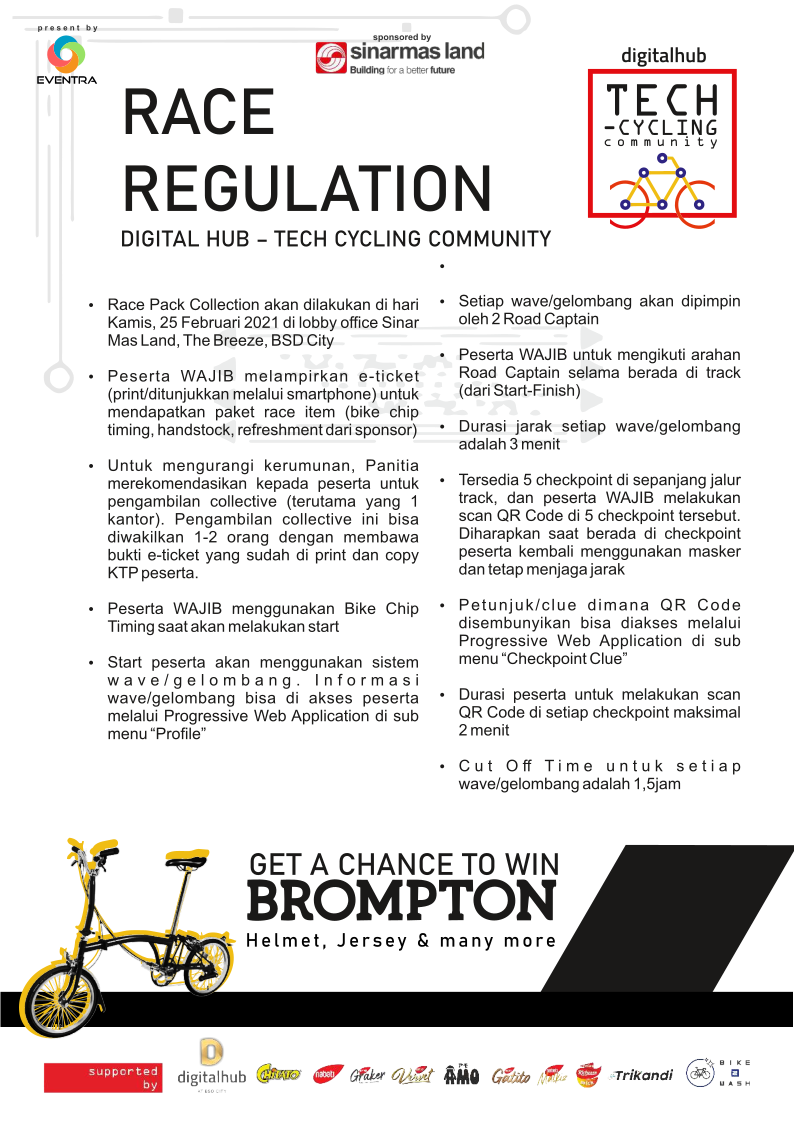 present by
EVENTRA
sponsored by
sinarmas land
Building for a better future
digitalhub
TECH
-CYCLING
community
RACE
REGULATION
DIGITAL HUB – TECH CYCLING COMMUNITY
• Race Pack Collection akan dilakukan di hari
Kamis, 25 Februari 2021 di lobby office Sinar
Mas Land, The Breeze, BSD City
• Peserta WAJIB melampirkan e-ticket
(print/ditunjukkan melalui smartphone) untuk
mendapatkan paket race item (bike chip
timing, handstock, refreshment dari sponsor)
• Untuk mengurangi kerumunan, Panitia
merekomendasikan kepada peserta untuk
pengambilan collective (terutama yang 1
kantor). Pengambilan collective ini bisa
diwakilkan 1-2 orang dengan membawa
bukti e-ticket yang sudah di print dan copy
KTP peserta.
• Peserta WAJIB menggunakan Bike Chip
Timing saat akan melakukan start
• Start peserta akan menggunakan sistem
wave/gelombang. Informasi
wave/gelombang bisa di akses peserta
melalui Progressive Web Application di sub
menu “Profile”
•
• Setiap wave/gelombang akan dipimpin
oleh 2 Road Captain
• Peserta WAJIB untuk mengikuti arahan
Road Captain selama berada di track
(dari Start-Finish)
• Durasi jarak setiap wave/gelombang
adalah 3 menit
• Tersedia 5 checkpoint di sepanjang jalur
track, dan peserta WAJIB melakukan
scan QR Code di 5 checkpoint tersebut.
Diharapkan saat berada di checkpoint
peserta kembali menggunakan masker
dan tetap menjaga jarak
• Petunjuk/clue dimana QR Code
disembunyikan bisa diakses melalui
Progressive Web Application di sub
menu “Checkpoint Clue”
• Durasi peserta untuk melakukan scan
QR Code di setiap checkpoint maksimal
2 menit
• Cut Off Time untuk setiap
wave/gelombang adalah 1,5jam
GET A CHANCE TO WIN
BROMPTON
Helmet, Jersey & many more
supported
by
digitalhub
AT BSD CITY
CHITATO
nabati
Graker
Velvet
THE
AMO
Gatito
Richeese
#TriKandi
BIKE
WASH